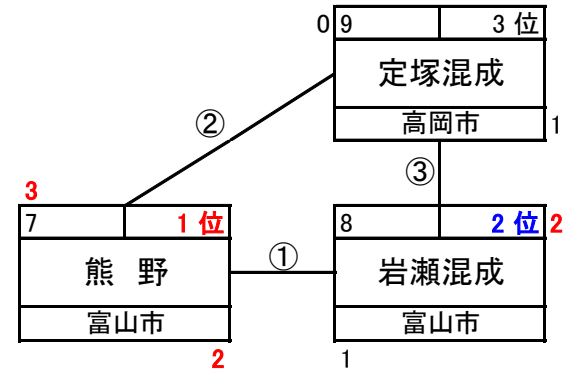 0 9 3 位
定塚混成
高岡市 1
②
③
3
7 1 位
熊 野
富山市
2
①
8 2 位 2
岩瀬混成
富山市
1